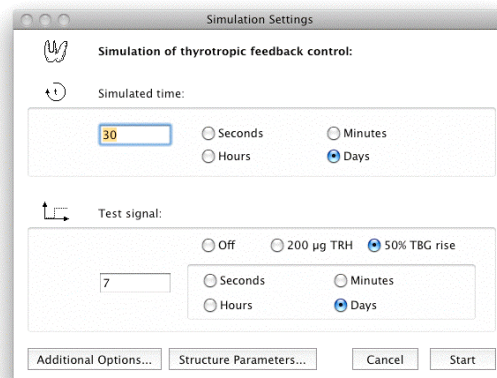 Simulation Settings
Simulation of thyrotropic feedback control:
t
Simulated time:
30 Seconds Minutes
Hours Days
Test signal:
Off 200 µg TRH 50% TBG rise
7 Seconds Minutes
Hours Days
Additional Options... Structure Parameters... Cancel Start